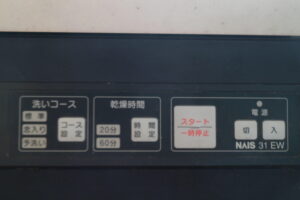 洗いコース
標準
念入り
予洗い
コース
設定
乾燥時間
20分
60分
時間
設定
スタート
一時停止
電源
切
入
NAiS 31 EW